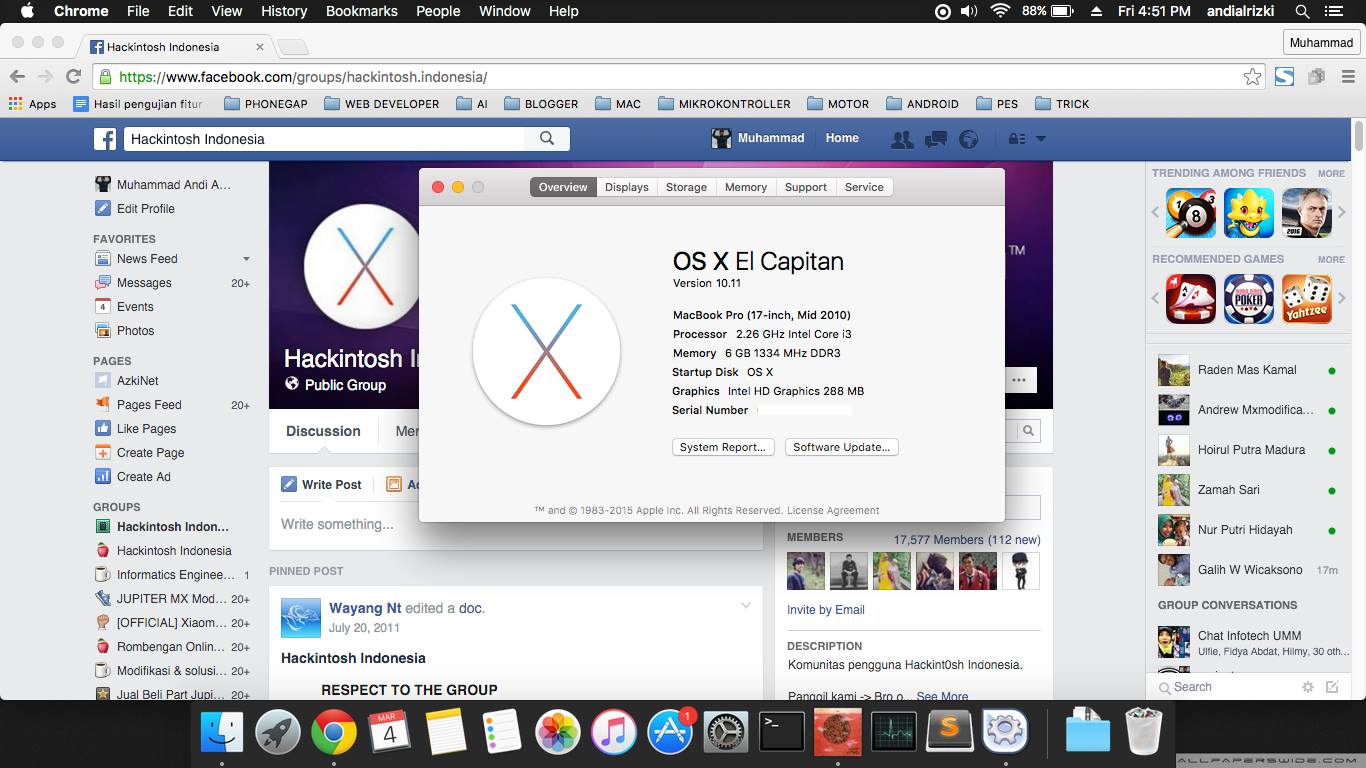 Chrome File Edit View History Bookmarks People Window Help 88% Fri 4:51 PM andialrizki
Hackintosh Indonesia Muhammad
https://www.facebook.com/groups/hackintosh.indonesia/
Apps Hasil pengujian fitur PHONEGAP WEB DEVELOPER AI BLOGGER MAC MIKROKONTROLLER MOTOR ANDROID PES TRICK
Hackintosh Indonesia Muhammad Home
Muhammad Andi A...
Edit Profile
FAVORITES
News Feed
Messages 20+
4 Events
Photos
PAGES
AzkiNet
Pages Feed 20+
Like Pages
Create Page
Create Ad
GROUPS
Hackintosh Indon...
Hackintosh Indonesia
Informatics Enginee... 1
JUPITER MX Mod... 20+
[OFFICIAL] Xiaom... 20+
Rombengan Onlin... 20+
Modifikasi & solusi... 20+
Jual Beli Part Jupi... 20+
Hackintosh I
Public Group
TM
Discussion Mer
Write Post Ad
Write something...
PINNED POST
Wayang Nt edited a doc.
July 20, 2011
Hackintosh Indonesia
RESPECT TO THE GROUP
Overview Displays Storage Memory Support Service
OS X El Capitan
Version 10.11
MacBook Pro (17-inch, Mid 2010)
Processor 2.26 GHz Intel Core i3
Memory 6 GB 1334 MHz DDR3
Startup Disk OS X
Graphics Intel HD Graphics 288 MB
Serial Number
System Report... Software Update...
™ and © 1983-2015 Apple Inc. All Rights Reserved. License Agreement
MEMBERS 17,577 Members (112 new)
Invite by Email
DESCRIPTION
Komunitas pengguna Hackint0sh Indonesia.
Panggil kami -> Bro o... See More
TRENDING AMONG FRIENDS MORE
1 8 3 2016
RECOMMENDED GAMES MORE
WORLD SERIES POKER Yahtzee
Raden Mas Kamal
Andrew Mxmodifica...
Hoirul Putra Madura
Zamah Sari
Nur Putri Hidayah
Galih W Wicaksono 17m
GROUP CONVERSATIONS
Chat Infotech UMM
Ulfie, Fidya Abdat, Hilmy, 30 oth...
Search
MAR
4
1
>_
S
ALLPAPERSWIDE.COM